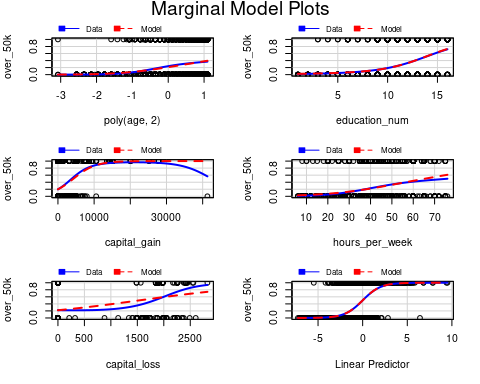 Marginal Model Plots
Data Model
over_50k
0.0 0.8
-3 -2 -1 0 1
poly(age, 2)
Data Model
over_50k
0.0 0.8
5 10 15
education_num
Data Model
over_50k
0.0 0.8
0 10000 30000
capital_gain
Data Model
over_50k
0.0 0.8
10 20 30 40 50 60 70
hours_per_week
Data Model
over_50k
0.0 0.8
0 500 1500 2500
capital_loss
Data Model
over_50k
0.0 0.8
-5 0 5 10
Linear Predictor